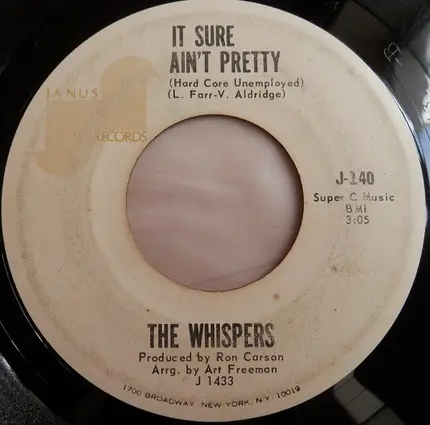 IT SURE
AIN'T PRETTY
(Hard Core Unemployed)
(L. Farr-V. Aldridge)
JANUS
RECORDS
J-140
Super C Music
BMI
3:05
THE WHISPERS
Produced by Ron Carson
Arrg. by Art Freeman
J 1433
1700 BROADWAY, NEW YORK, N.Y. 10019